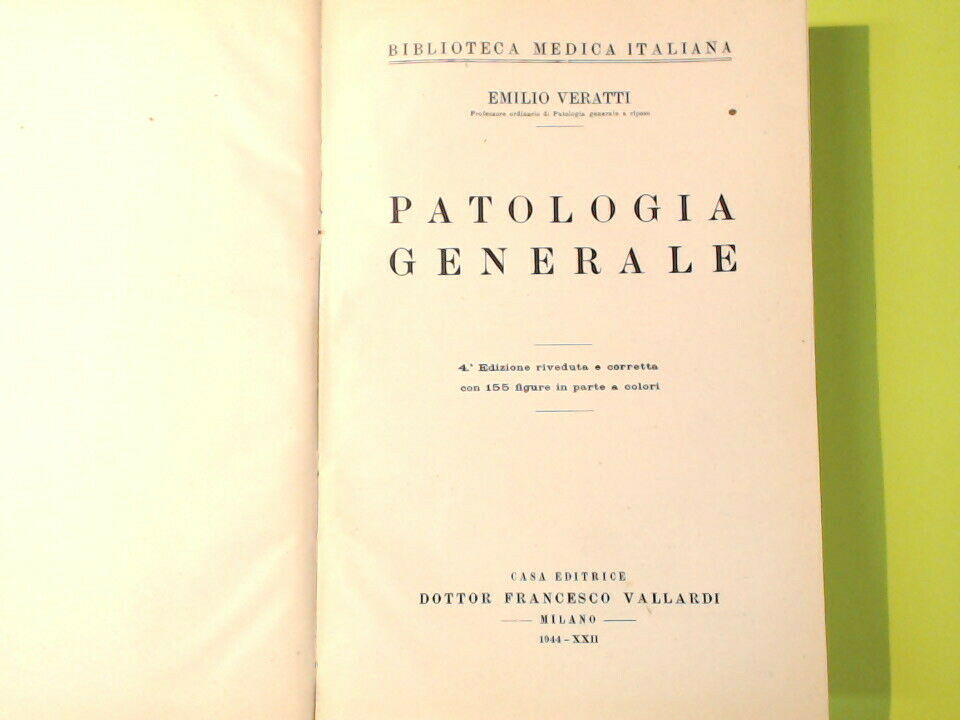 BIBLIOTECA MEDICA ITALIANA
EMILIO VERATTI
Professore ordinario di Patologia generale a riposo
PATOLOGIA
GENERALE
4.ª Edizione riveduta e corretta
con 155 figure in parte a colori
CASA EDITRICE
DOTTOR FRANCESCO VALLARDI
MILANO
1944 - XXII